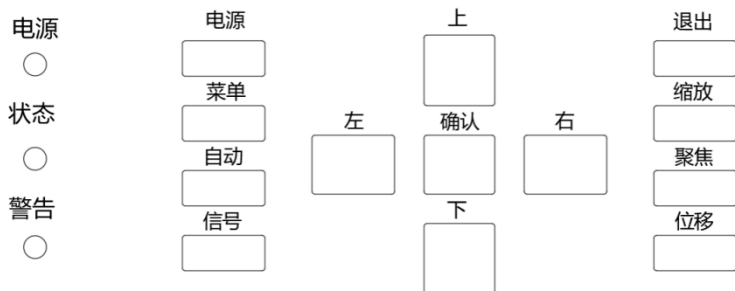 电源
状态
警告
电源
菜单
自动
信号
上
左
确认
右
下
退出
缩放
聚焦
位移